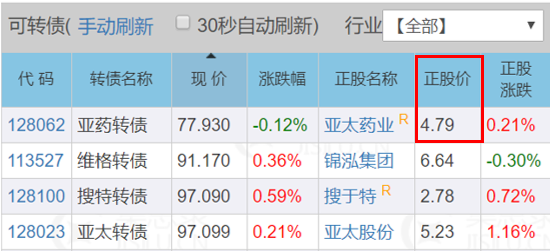 可转债( 手动刷新 30秒自动刷新) 行业 【全部】
代 码 转债名称 现 价 涨跌幅 正股名称 正股价 正股涨跌
128062 亚药转债 77.930 -0.12% 亚太药业 R 4.79 0.21%
113527 维格转债 91.170 0.36% 锦泓集团 6.64 -0.30%
128100 搜特转债 97.090 0.59% 搜于特 R 2.78 0.72%
128023 亚太转债 97.099 0.21% 亚太股份 5.23 1.16%